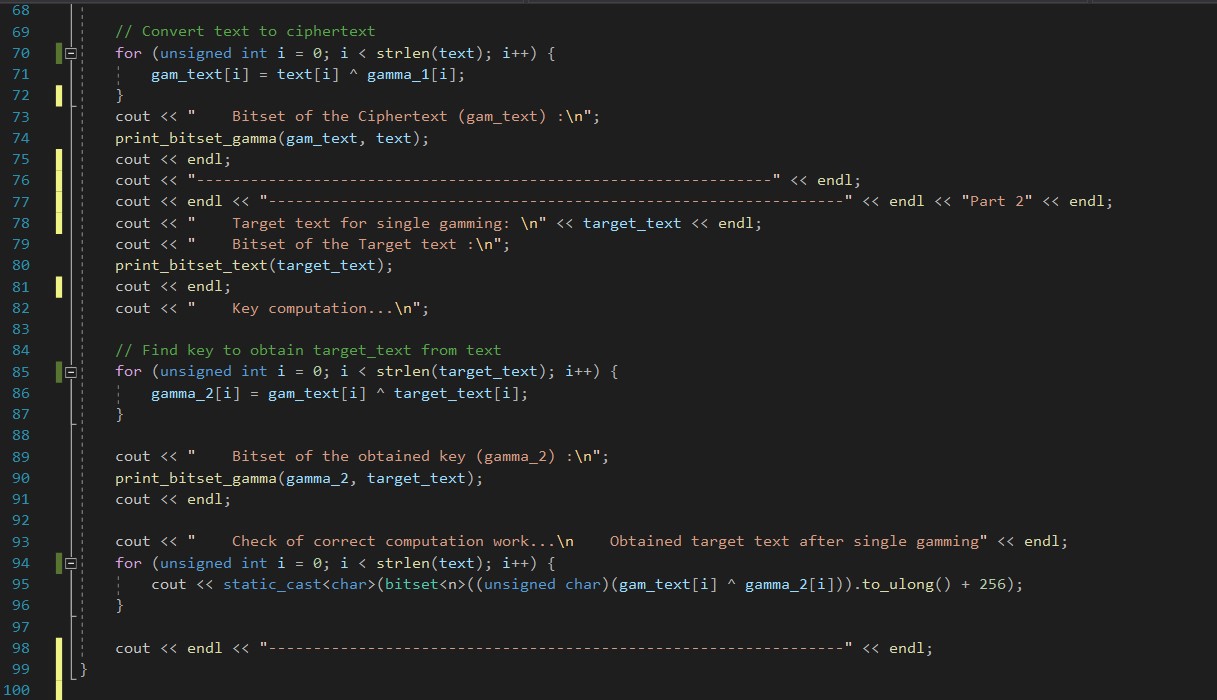 68
69 // Convert text to ciphertext
70 for (unsigned int i = 0; i < strlen(text); i++) {
71 gam_text[i] = text[i] ^ gamma_1[i];
72 }
73 cout << "    Bitset of the Ciphertext (gam_text) :\n";
74 print_bitset_gamma(gam_text, text);
75 cout << endl;
76 cout << "----------------------------------------------------------------" << endl;
77 cout << endl << "----------------------------------------------------------------" << endl << "Part 2" << endl;
78 cout << "    Target text for single gamming: \n" << target_text << endl;
79 cout << "    Bitset of the Target text :\n";
80 print_bitset_text(target_text);
81 cout << endl;
82 cout << "    Key computation...\n";
83
84 // Find key to obtain target_text from text
85 for (unsigned int i = 0; i < strlen(target_text); i++) {
86 gamma_2[i] = gam_text[i] ^ target_text[i];
87 }
88
89 cout << "    Bitset of the obtained key (gamma_2) :\n";
90 print_bitset_gamma(gamma_2, target_text);
91 cout << endl;
92
93 cout << "    Check of correct computation work...\n    Obtained target text after single gamming" << endl;
94 for (unsigned int i = 0; i < strlen(text); i++) {
95 cout << static_cast<char>(bitset<n>((unsigned char)(gam_text[i] ^ gamma_2[i])).to_ulong() + 256);
96 }
97
98 cout << endl << "----------------------------------------------------------------" << endl;
99 }
100